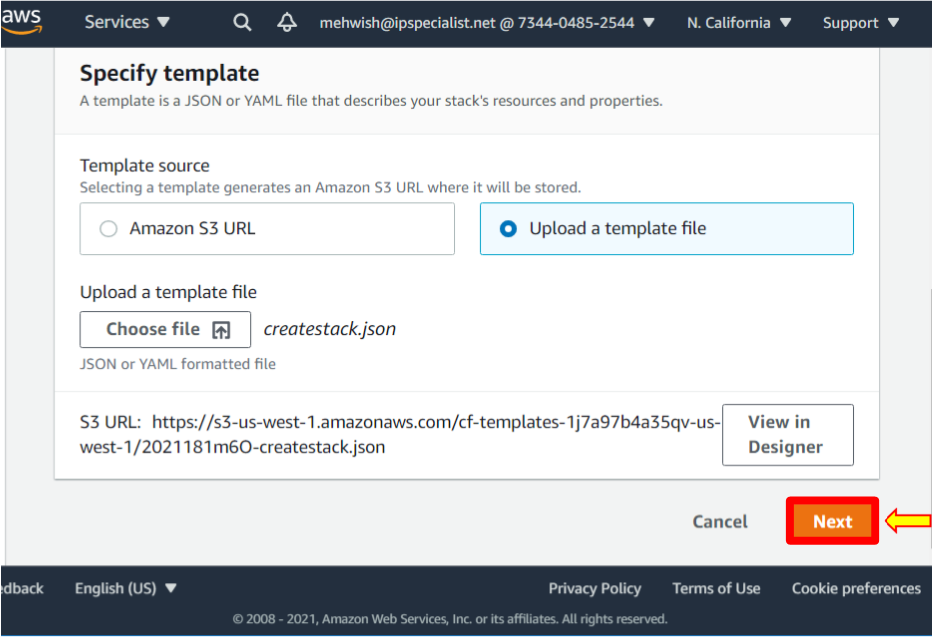 aws Services ▼ mehwish@ipspecialist.net @ 7344-0485-2544 ▼ N. California ▼ Support ▼
Specify template
A template is a JSON or YAML file that describes your stack's resources and properties.
Template source
Selecting a template generates an Amazon S3 URL where it will be stored.
Amazon S3 URL Upload a template file
Upload a template file
Choose file createstack.json
JSON or YAML formatted file
S3 URL: https://s3-us-west-1.amazonaws.com/cf-templates-1j7a97b4a35qv-us-
west-1/2021181m6O-createstack.json
View in
Designer
Cancel Next
edback English (US) ▼ Privacy Policy Terms of Use Cookie preferences
© 2008 - 2021, Amazon Web Services, Inc. or its affiliates. All rights reserved.